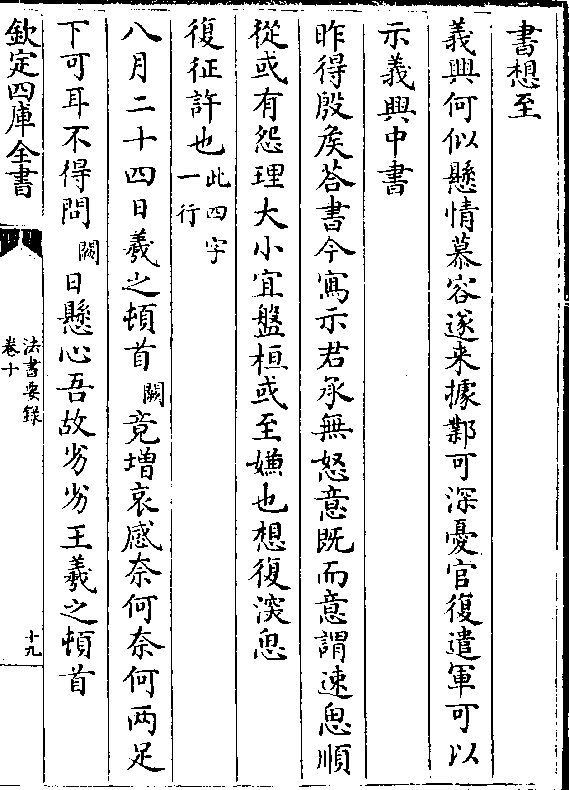 書想至
義興何似懸情慕容遂来據鄴可深憂官復遣軍可以
示義興中書
昨得殷矦荅書今寫示君承無怒意既而意謂速思順
從或有怨理大小宜盤桓或至嫌也想復深思
復征許也此四字一行
八月二十四日羲之頓首闕竟增哀感奈何奈何两足
下可耳不得問闕日懸心吾故劣劣王羲之頓首
欽定四庫全書
法書要録
卷十
十九